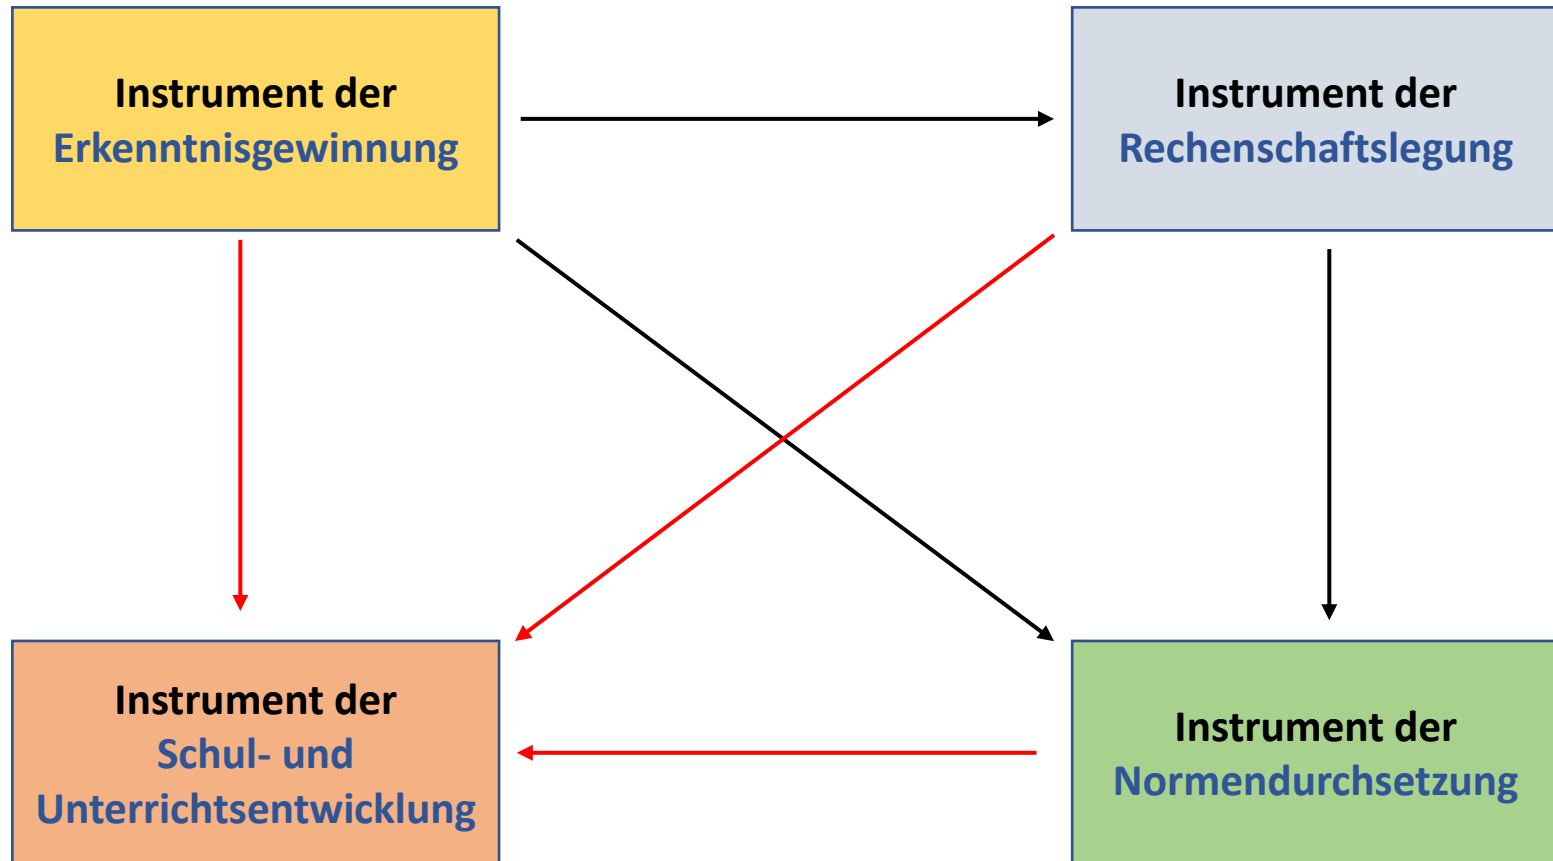 Instrument der
Erkenntnisgewinnung
Instrument der
Rechenschaftslegung
Instrument der
Schul- und
Unterrichtsentwicklung
Instrument der
Normendurchsetzung